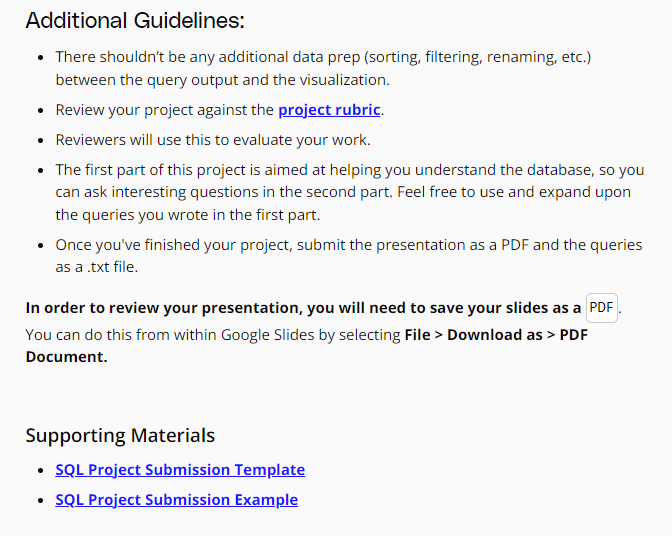 Additional Guidelines:
• There shouldn’t be any additional data prep (sorting, filtering, renaming, etc.)
between the query output and the visualization.
• Review your project against the project rubric.
• Reviewers will use this to evaluate your work.
• The first part of this project is aimed at helping you understand the database, so you
can ask interesting questions in the second part. Feel free to use and expand upon
the queries you wrote in the first part.
• Once you've finished your project, submit the presentation as a PDF and the queries
as a .txt file.
In order to review your presentation, you will need to save your slides as a PDF.
You can do this from within Google Slides by selecting File > Download as > PDF
Document.
Supporting Materials
• SQL Project Submission Template
• SQL Project Submission Example